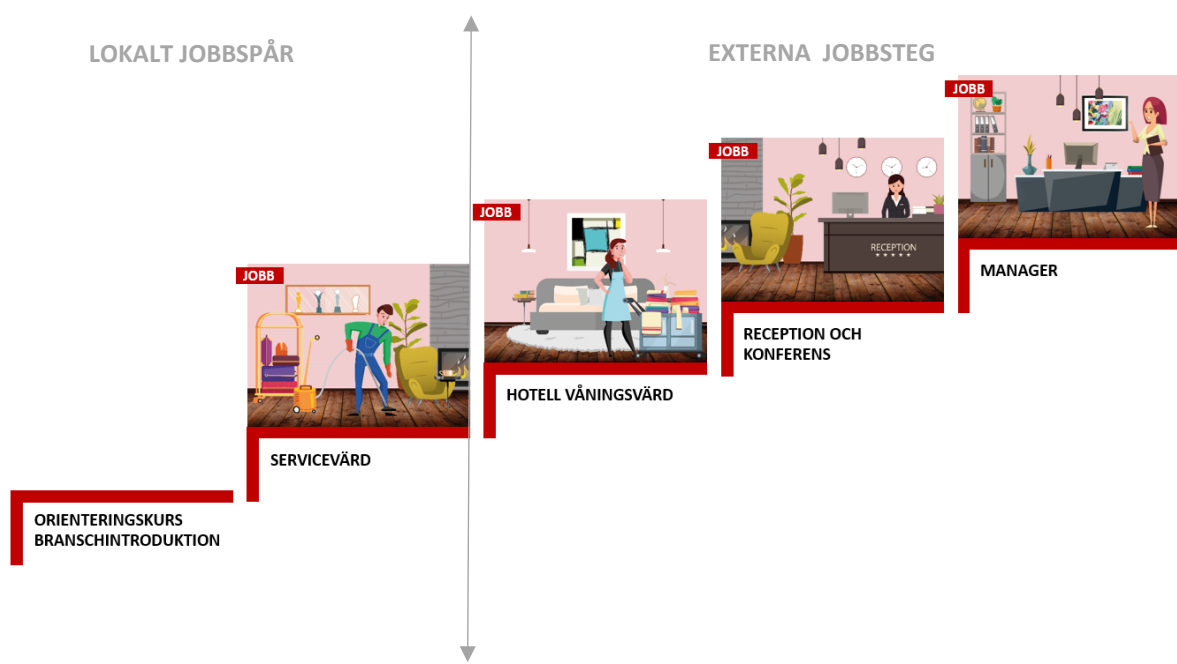 LOKALT JOBBSPÅR
EXTERNA JOBBSTEG
JOBB
MANAGER
JOBB
RECEPTION
★ ★ ★ ★ ★
RECEPTION OCH
KONFERENS
JOBB
HOTELL VÅNINGSVÄRD
JOBB
SERVICEVÄRD
ORIENTERINGSKURS
BRANSCHINTRODUKTION